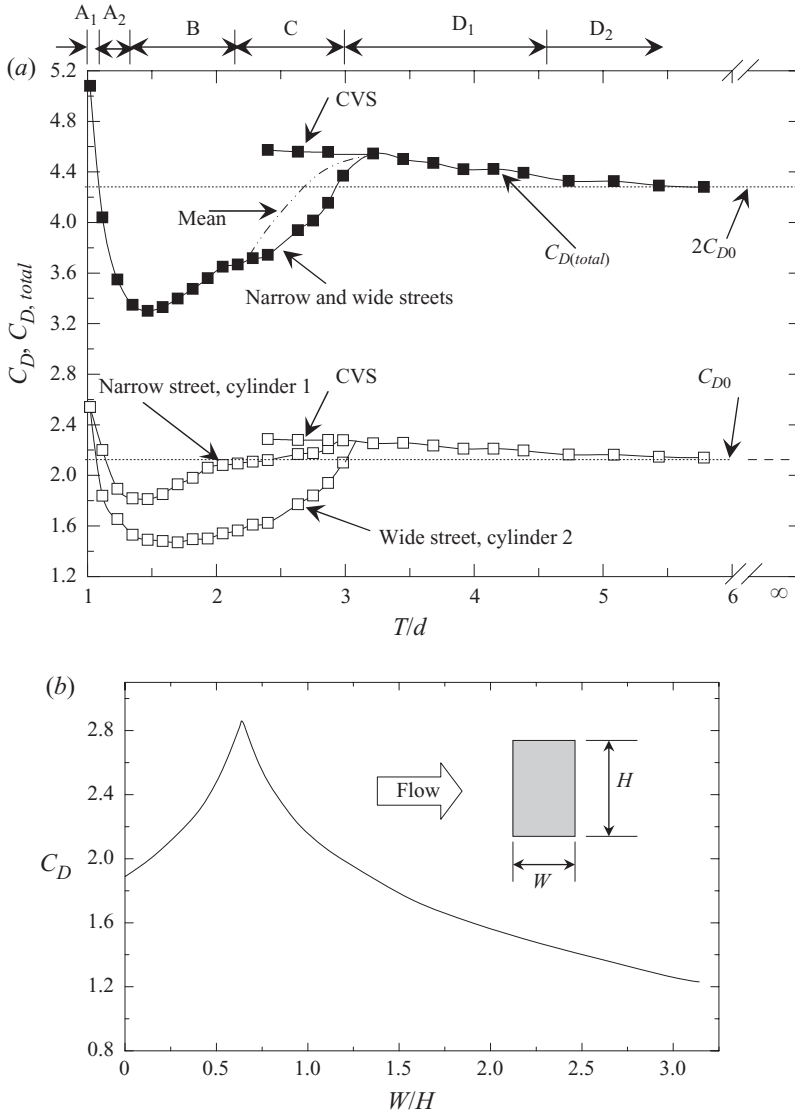 A1 A2 B C D1 D2
(a)
5.2
CVS
4.8
4.4
Mean
4.0
CD(total)
2CD0
3.6
Narrow and wide streets
3.2
CD, CD, total
2.8
Narrow street, cylinder 1
CVS
CD0
2.4
2.0
1.6
Wide street, cylinder 2
1.2
1 2 3 4 5 6 ∞
T/d
(b)
2.8
Flow
H
2.4
CD
2.0
W
1.6
1.2
0.8
0 0.5 1.0 1.5 2.0 2.5 3.0
W/H